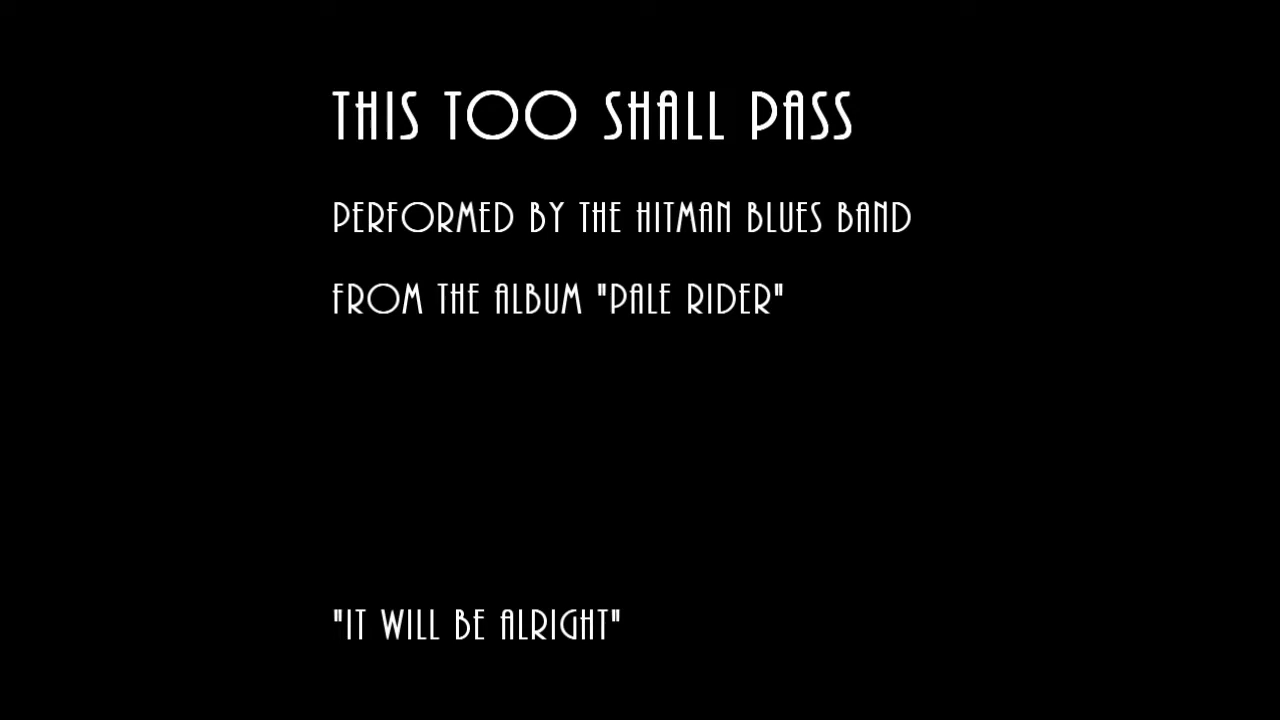 THIS TOO SHALL PASS
PERFORMED BY THE HITMAN BLUES BAND
FROM THE ALBUM "PALE RIDER"
"IT WILL BE ALRIGHT"